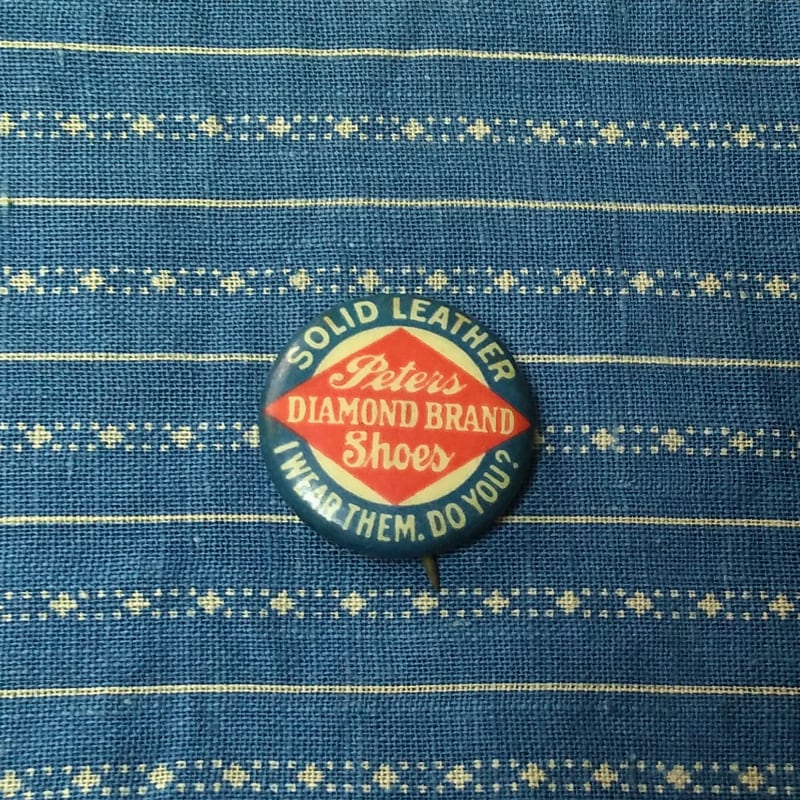 SOLID LEATHER
Peters
DIAMOND BRAND
Shoes
I WEAR THEM. DO YOU?